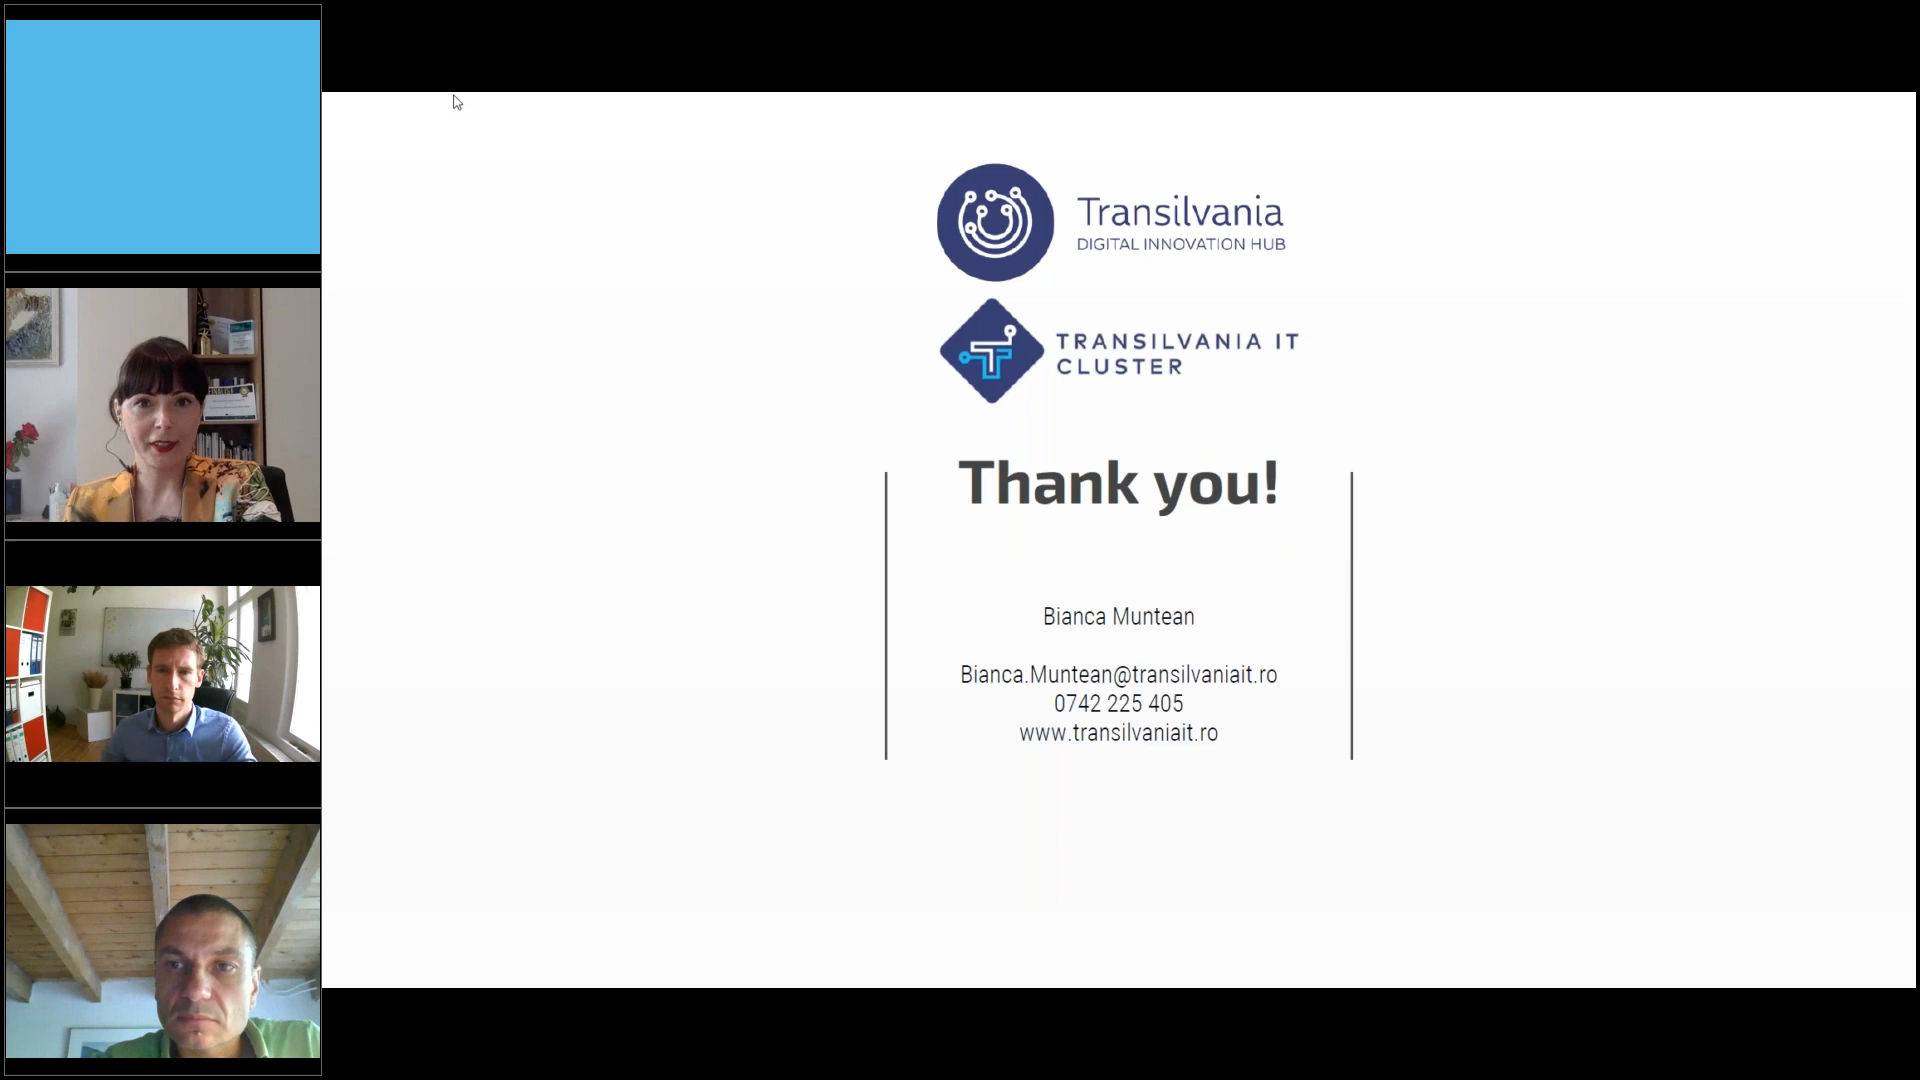 Transilvania
DIGITAL INNOVATION HUB
TRANSILVANIA IT
CLUSTER
Thank you!
Bianca Muntean
Bianca.Muntean@transilvaniait.ro
0742 225 405
www.transilvaniait.ro
FINALIST